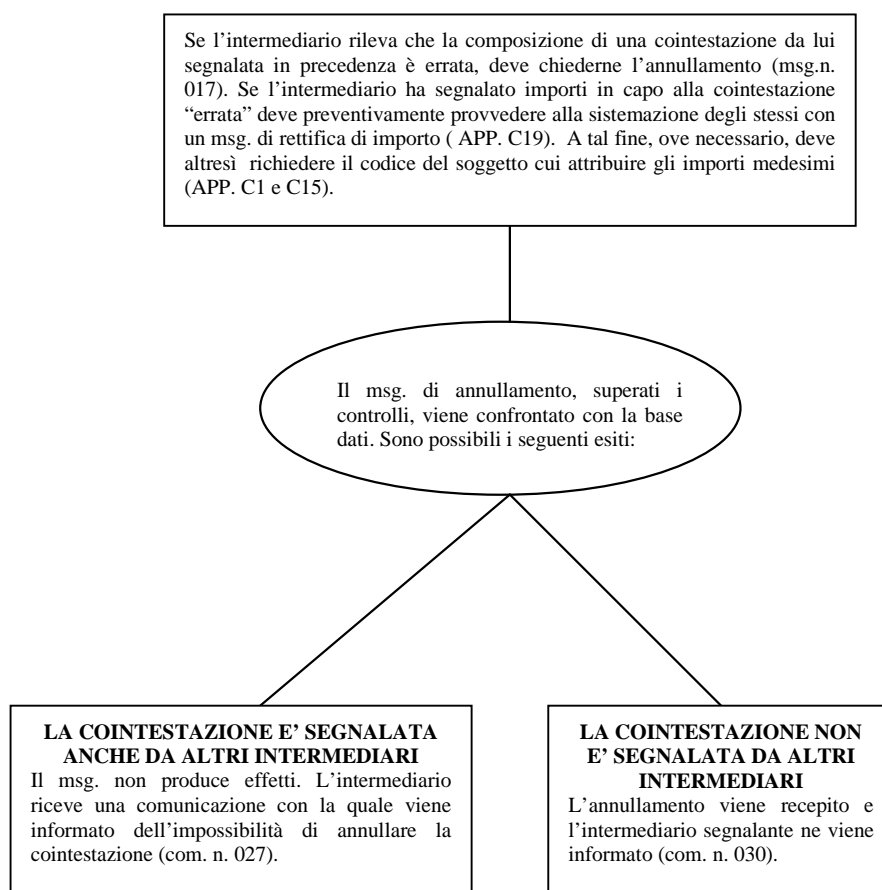 Se l’intermediario rileva che la composizione di una cointestazione da lui
segnalata in precedenza è errata, deve chiederne l’annullamento (msg.n.
017). Se l’intermediario ha segnalato importi in capo alla cointestazione
“errata” deve preventivamente provvedere alla sistemazione degli stessi con
un msg. di rettifica di importo ( APP. C19). A tal fine, ove necessario, deve
altresì richiedere il codice del soggetto cui attribuire gli importi medesimi
(APP. C1 e C15).
Il msg. di annullamento, superati i
controlli, viene confrontato con la base
dati. Sono possibili i seguenti esiti:
LA COINTESTAZIONE E’ SEGNALATA
ANCHE DA ALTRI INTERMEDIARI
Il msg. non produce effetti. L’intermediario
riceve una comunicazione con la quale viene
informato dell’impossibilità di annullare la
cointestazione (com. n. 027).
LA COINTESTAZIONE NON
E’ SEGNALATA DA ALTRI
INTERMEDIARI
L’annullamento viene recepito e
l’intermediario segnalante ne viene
informato (com. n. 030).